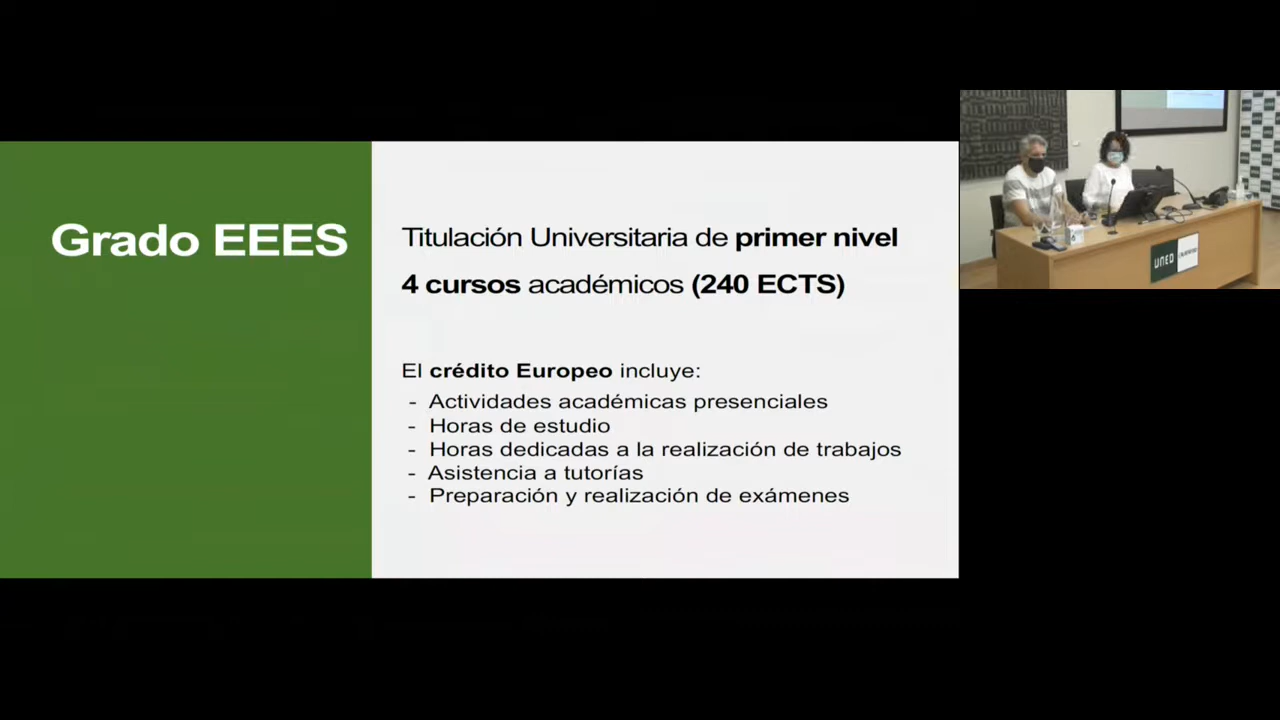 Grado EEES
Titulación Universitaria de primer nivel
4 cursos académicos (240 ECTS)
El crédito Europeo incluye:
- Actividades académicas presenciales
- Horas de estudio
- Horas dedicadas a la realización de trabajos
- Asistencia a tutorías
- Preparación y realización de exámenes
UNED